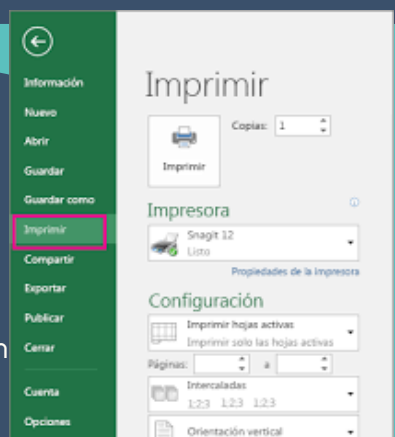 Información
Nuevo
Abrir
Guardar
Guardar como
Imprimir
Compartir
Exportar
Publicar
Cerrar
Cuenta
Opciones
n
Imprimir
Copias: 1
Imprimir
Impresora
Snagit 12
Listo
Propiedades de la impresora
Configuración
Imprimir hojas activas
Imprimir solo las hojas activas
Páginas: a
Intercaladas
1;2;3 1;2;3 1;2;3
Orientación vertical